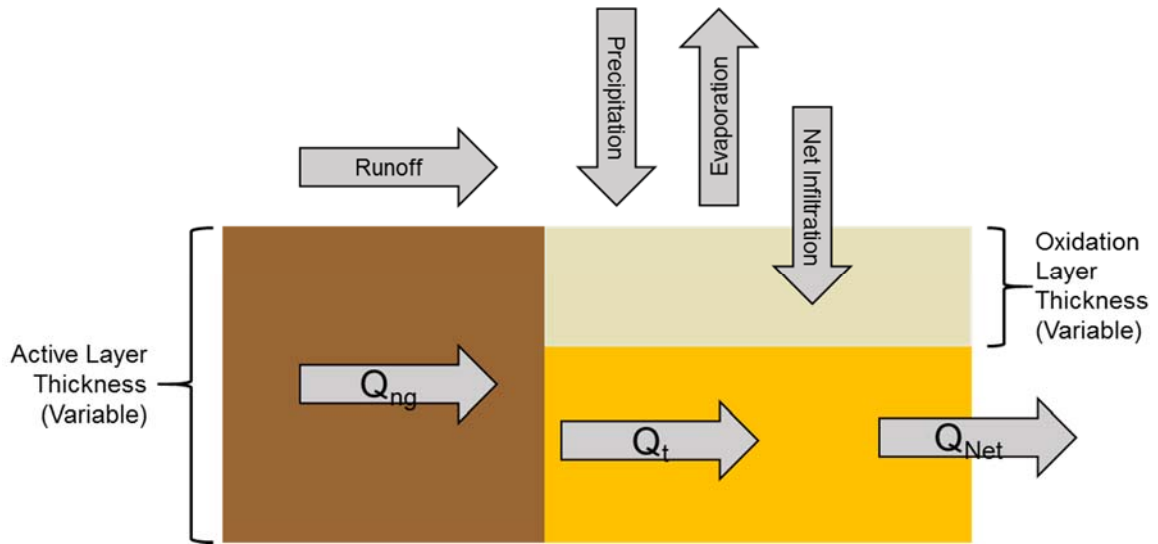 Precipitation
Evaporation
Runoff
Net Infiltration
Oxidation
Layer
Thickness
(Variable)
Active Layer
Thickness
(Variable)
Qng
Qt
QNet